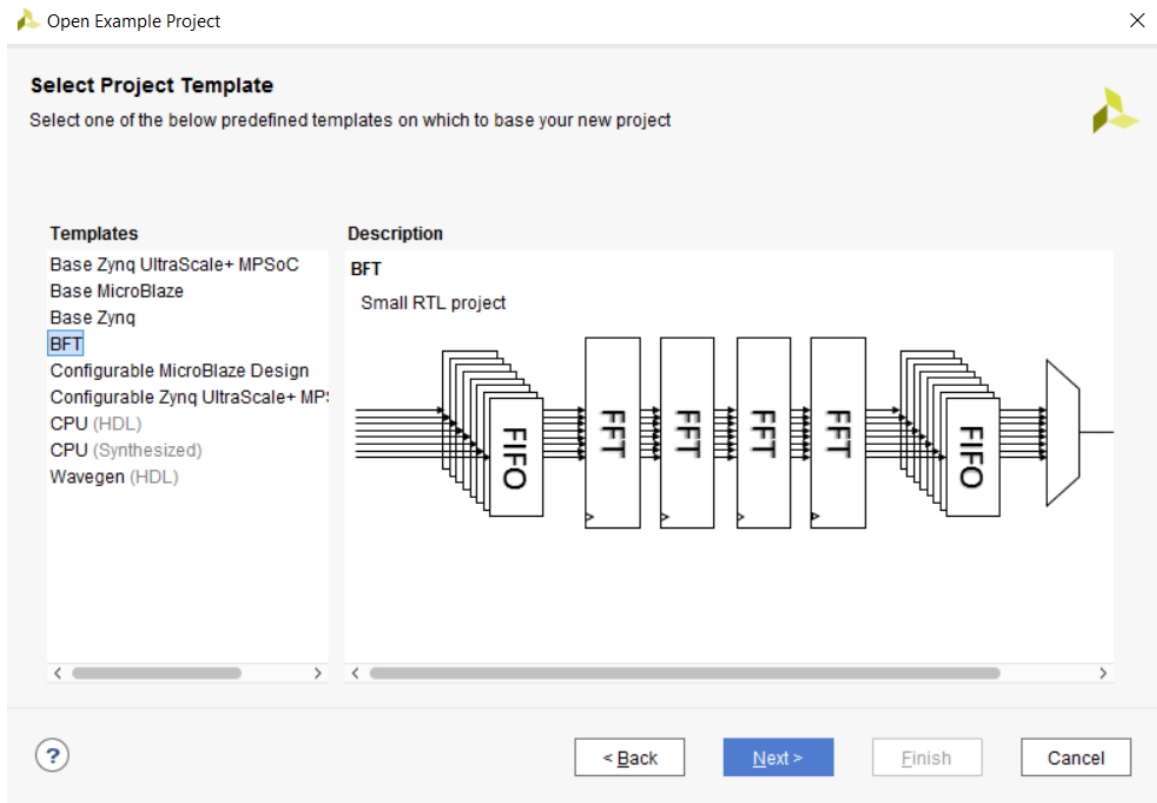 Open Example Project
Select Project Template
Select one of the below predefined templates on which to base your new project
Templates
Base Zynq UltraScale+ MPSoC
Base MicroBlaze
Base Zynq
BFT
Configurable MicroBlaze Design
Configurable Zynq UltraScale+ MPS
CPU (HDL)
CPU (Synthesized)
Wavegen (HDL)
Description
BFT
Small RTL project
FIFO
FFT
FFT
FFT
FFT
FIFO
?
< Back
Next >
Finish
Cancel